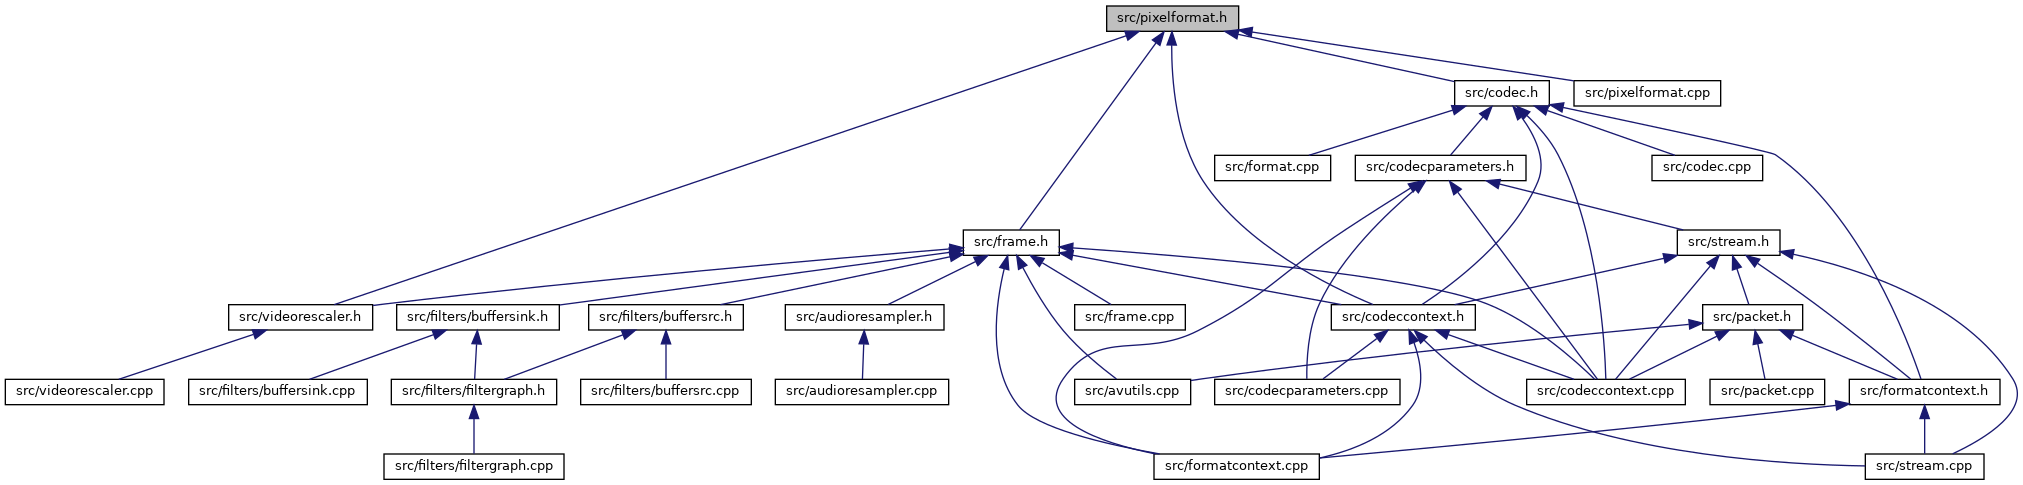 src/pixelformat.h
src/codec.h
src/pixelformat.cpp
src/format.cpp
src/codecparameters.h
src/codec.cpp
src/frame.h
src/stream.h
src/videorescaler.h
src/filters/buffersink.h
src/filters/buffersrc.h
src/audioresampler.h
src/frame.cpp
src/codeccontext.h
src/packet.h
src/videorescaler.cpp
src/filters/buffersink.cpp
src/filters/filtergraph.h
src/filters/buffersrc.cpp
src/audioresampler.cpp
src/avutils.cpp
src/codecparameters.cpp
src/codeccontext.cpp
src/packet.cpp
src/formatcontext.h
src/filters/filtergraph.cpp
src/formatcontext.cpp
src/stream.cpp